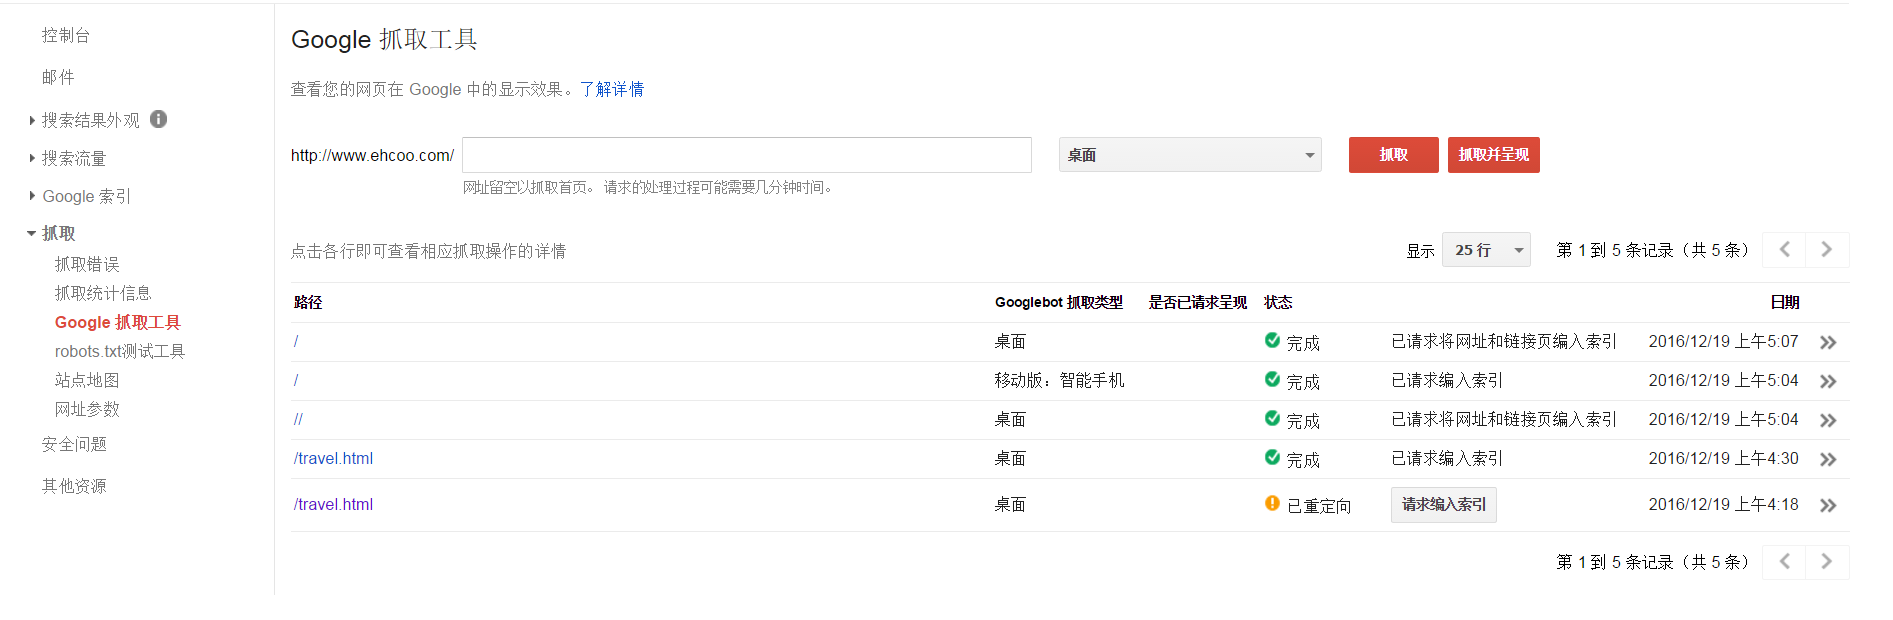 控制台
邮件
搜索结果外观
搜索流量
Google 索引
抓取
抓取错误
抓取统计信息
Google 抓取工具
robots.txt测试工具
站点地图
网址参数
安全问题
其他资源
Google 抓取工具
查看您的网页在 Google 中的显示效果。了解详情
http://www.ehcoo.com/ 桌面 抓取 抓取并呈现
网址留空以抓取首页。 请求的处理过程可能需要几分钟时间。
点击各行即可查看相应抓取操作的详情 显示 25 行 第 1 到 5 条记录（共 5 条）
路径 Googlebot 抓取类型 是否已请求呈现 状态 日期
/ 桌面 完成 已请求将网址和链接页编入索引 2016/12/19 上午5:07
/ 移动版：智能手机 完成 已请求编入索引 2016/12/19 上午5:04
// 桌面 完成 已请求将网址和链接页编入索引 2016/12/19 上午5:04
/travel.html 桌面 完成 已请求编入索引 2016/12/19 上午4:30
/travel.html 桌面 已重定向 请求编入索引 2016/12/19 上午4:18
第 1 到 5 条记录（共 5 条）